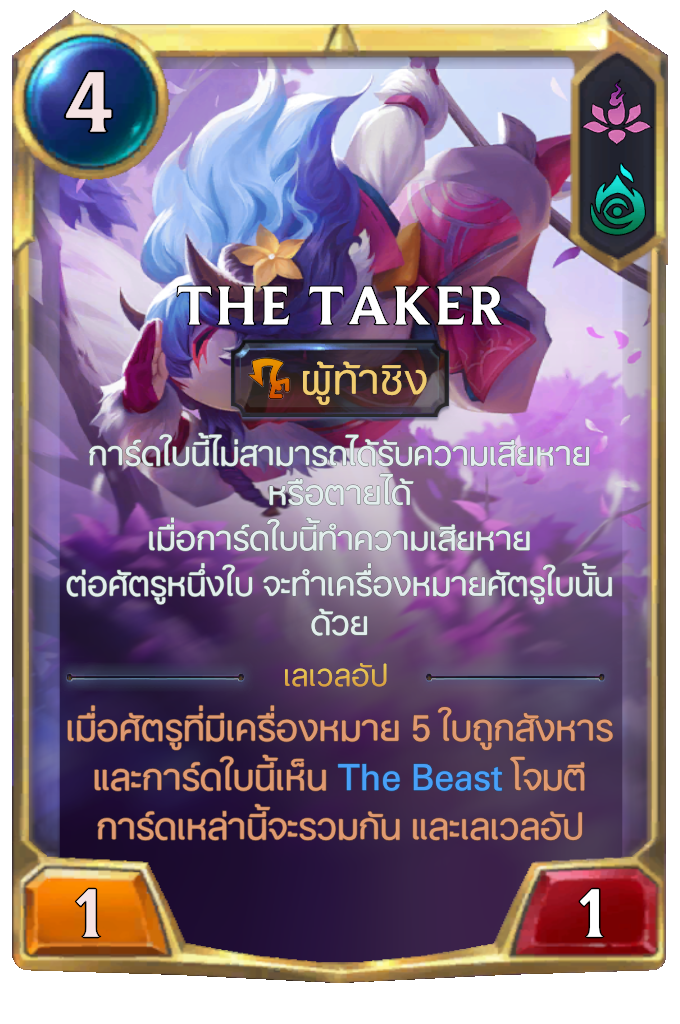 4
THE TAKER
ผู้ท้าชิง
การ์ดใบนี้ไม่สามารถได้รับความเสียหาย
หรือตายได้
เมื่อการ์ดใบนี้ทำความเสียหาย
ต่อศัตรูหนึ่งใบ จะทำเครื่องหมายศัตรูใบนั้น
ด้วย
เลเวลอัป
เมื่อศัตรูที่มีเครื่องหมาย 5 ใบถูกสังหาร
และการ์ดใบนี้เห็น The Beast โจมตี
การ์ดเหล่านี้จะรวมกัน และเลเวลอัป
1
1